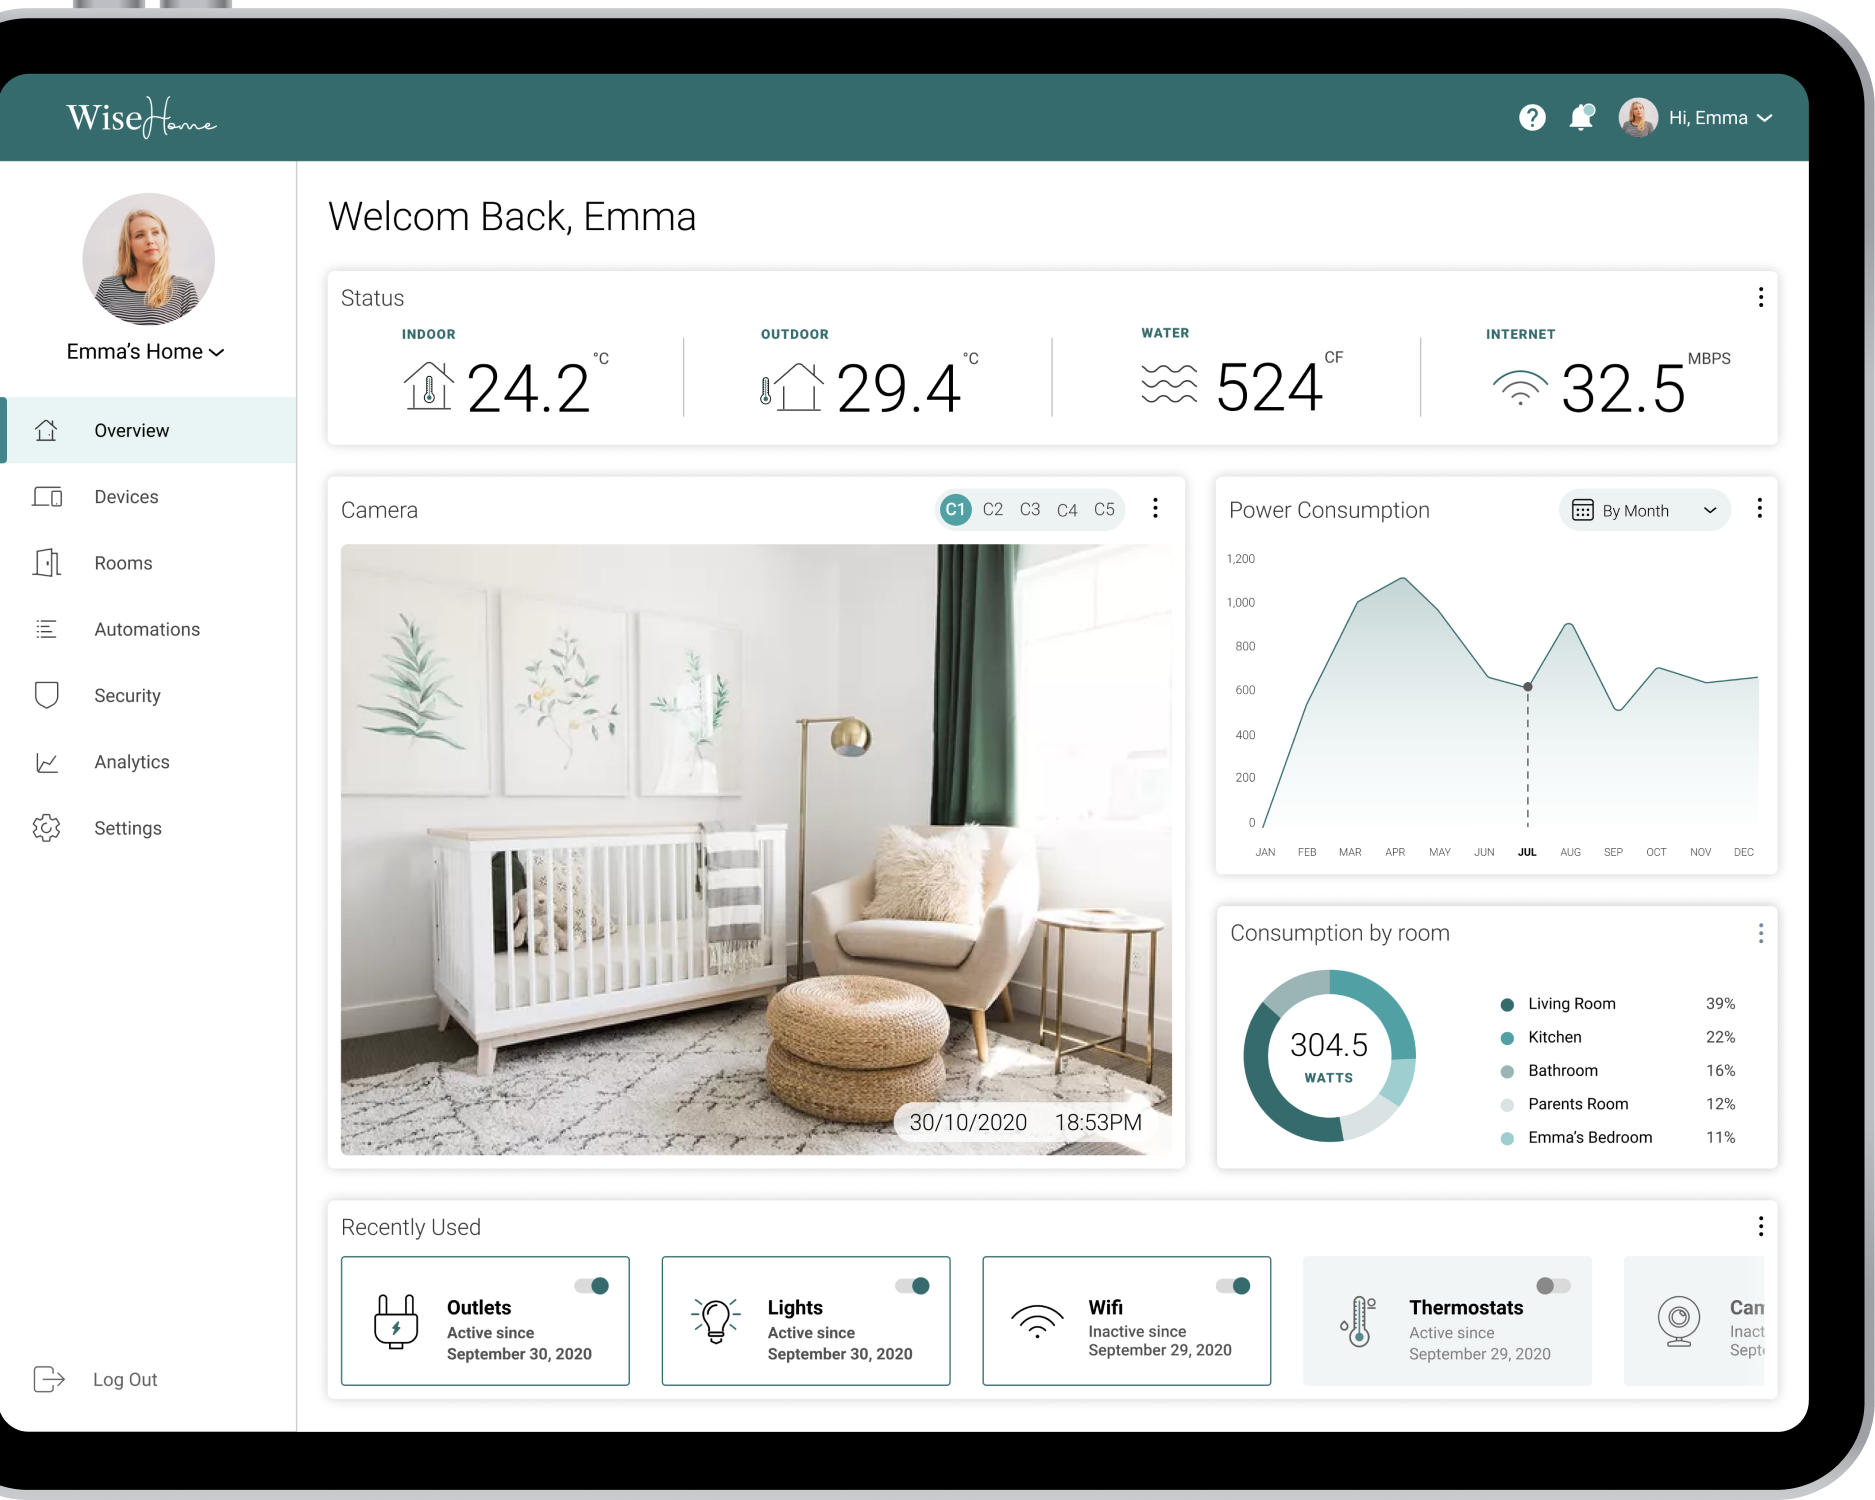 WiseHome
Hi, Emma
Emma's Home
Overview
Devices
Rooms
Automations
Security
Analytics
Settings
Log Out
Welcom Back, Emma
Status
INDOOR
24.2 °C
OUTDOOR
29.4 °C
WATER
524 CF
INTERNET
32.5 MBPS
Camera
C1 C2 C3 C4 C5
30/10/2020 18:53PM
Power Consumption
By Month
1,200
1,000
800
600
400
200
0
JAN FEB MAR APR MAY JUN JUL AUG SEP OCT NOV DEC
Consumption by room
304.5
WATTS
Living Room 39%
Kitchen 22%
Bathroom 16%
Parents Room 12%
Emma's Bedroom 11%
Recently Used
Outlets
Active since
September 30, 2020
Lights
Active since
September 30, 2020
Wifi
Inactive since
September 29, 2020
Thermostats
Active since
September 29, 2020
Cam
Inact
Sept